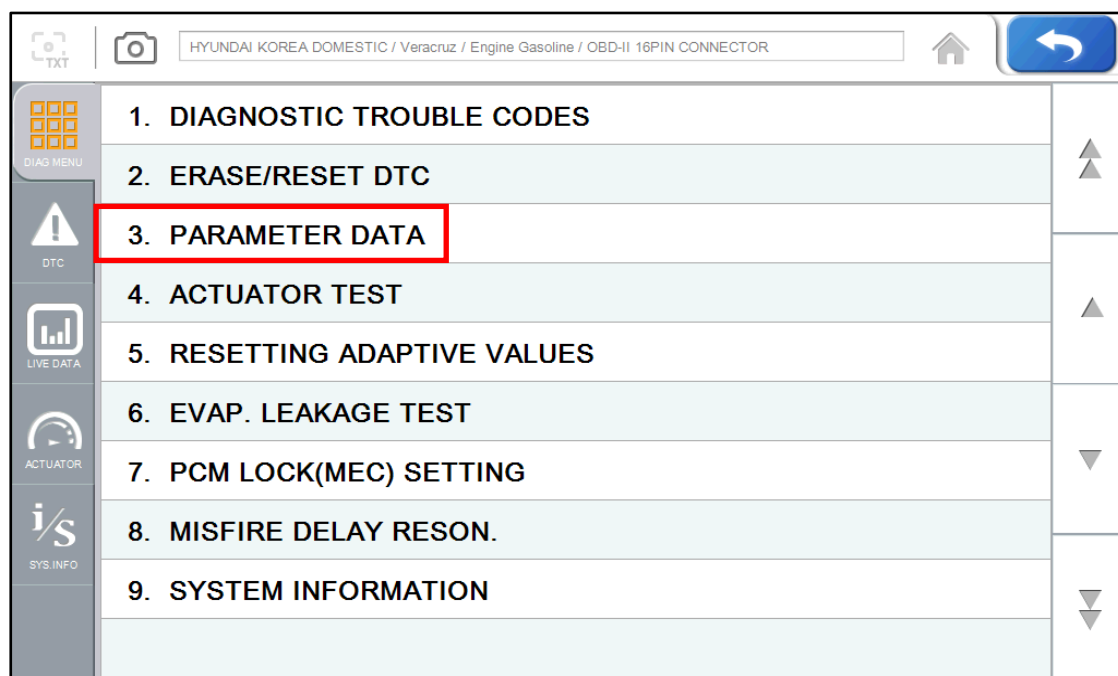 TXT
HYUNDAI KOREA DOMESTIC / Veracruz / Engine Gasoline / OBD-II 16PIN CONNECTOR
DIAG MENU
DTC
LIVE DATA
ACTUATOR
i/s
SYS.INFO
1. DIAGNOSTIC TROUBLE CODES
2. ERASE/RESET DTC
3. PARAMETER DATA
4. ACTUATOR TEST
5. RESETTING ADAPTIVE VALUES
6. EVAP. LEAKAGE TEST
7. PCM LOCK(MEC) SETTING
8. MISFIRE DELAY RESON.
9. SYSTEM INFORMATION